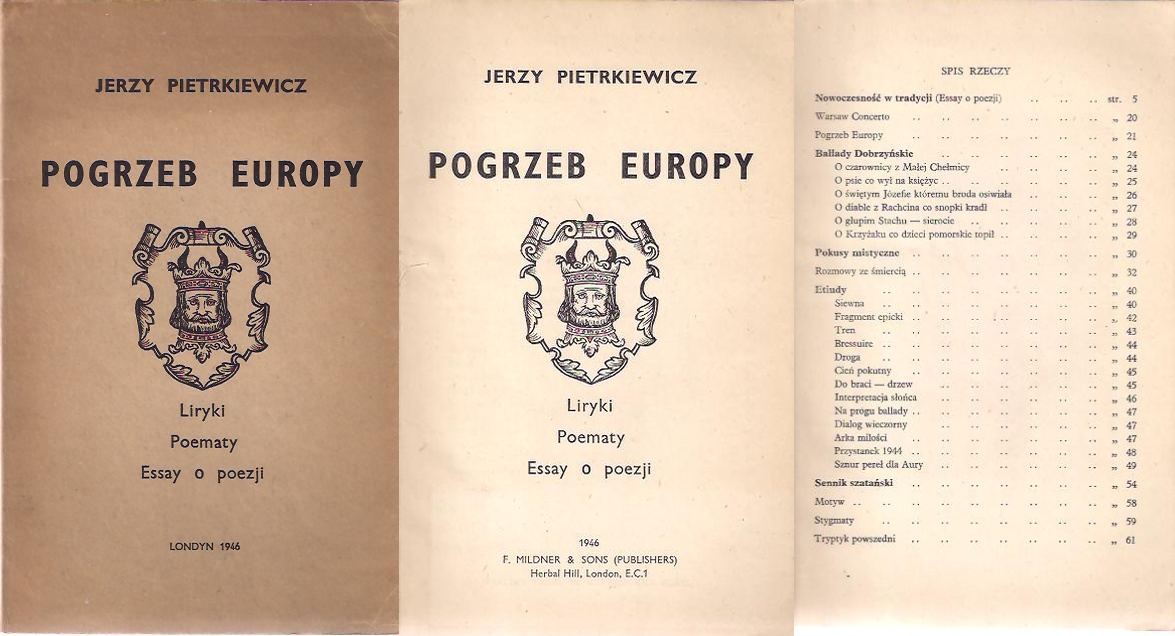 JERZY PIETRKIEWICZ
POGRZEB EUROPY
Liryki
Poematy
Essay o poezji
LONDYN 1946
JERZY PIETRKIEWICZ
POGRZEB EUROPY
Liryki
Poematy
Essay o poezji
1946
F. MILDNER & SONS (PUBLISHERS)
Herbal Hill, London, E.C.1
SPIS RZECZY
Nowoczesność w tradycji (Essay o poezji) .. .. .. str. 5
Warsaw Concerto .. .. .. .. .. .. .. „ 20
Pogrzeb Europy .. .. .. .. .. .. .. „ 21
Ballady Dobrzyńskie .. .. .. .. .. .. „ 24
O czarownicy z Małej Chełmicy .. .. .. .. „ 24
O psie co wył na księżyc .. .. .. .. .. „ 25
O świętym Józefie któremu broda osiwiała .. .. .. „ 26
O diable z Rachcina co snopki kradł .. .. .. .. „ 27
O głupim Stachu — sierocie .. .. .. .. .. „ 28
O Krzyżaku co dzieci pomorskie topił .. .. .. .. „ 29
Pokusy mistyczne .. .. .. .. .. .. .. „ 30
Rozmowy ze śmiercią .. .. .. .. .. .. .. „ 32
Etiudy .. .. .. .. .. .. .. .. „ 40
Siewna .. .. .. .. .. .. .. .. „ 40
Fragment epicki .. .. .. .. .. .. .. „ 42
Tren .. .. .. .. .. .. .. „ 43
Bressuire .. .. .. .. .. .. .. .. „ 44
Droga .. .. .. .. .. .. .. .. „ 44
Cień pokutny .. .. .. .. .. .. .. „ 45
Do braci — drzew .. .. .. .. .. .. „ 45
Interpretacja słońca .. .. .. .. .. .. „ 46
Na progu ballady .. .. .. .. .. .. .. „ 47
Dialog wieczorny .. .. .. .. .. .. „ 47
Arka miłości .. .. .. .. .. .. .. „ 47
Przystanek 1944 .. .. .. .. .. .. .. „ 48
Sznur pereł dla Aury .. .. .. .. .. .. „ 49
Sennik szatański .. .. .. .. .. .. .. „ 54
Motyw .. .. .. .. .. .. .. .. „ 58
Stygmaty .. .. .. .. .. .. .. .. „ 59
Tryptyk powszedni .. .. .. .. .. .. .. „ 61